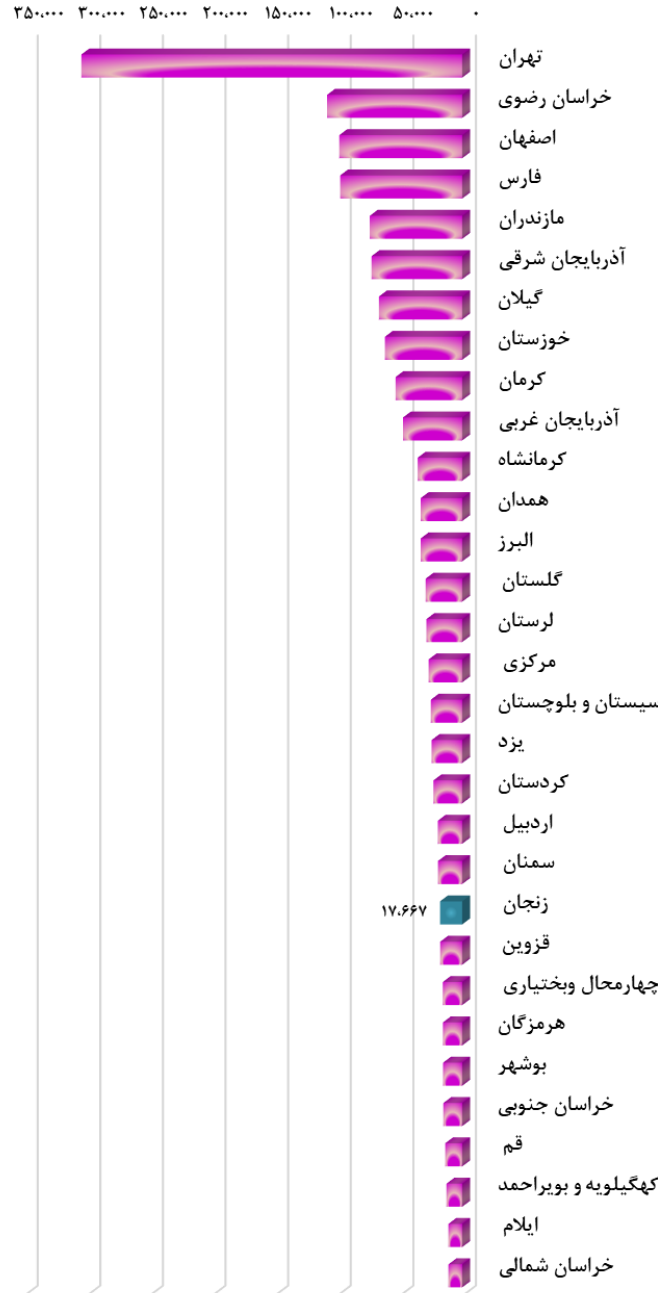 ۳۵۰،۰۰۰ ۳۰۰،۰۰۰ ۲۵۰،۰۰۰ ۲۰۰،۰۰۰ ۱۵۰،۰۰۰ ۱۰۰،۰۰۰ ۵۰،۰۰۰ ۰
تهران
خراسان رضوی
اصفهان
فارس
مازندران
آذربایجان شرقی
گیلان
خوزستان
کرمان
آذربایجان غربی
کرمانشاه
همدان
البرز
گلستان
لرستان
مرکزی
سیستان و بلوچستان
یزد
کردستان
اردبیل
سمنان
زنجان ۱۷،۶۶۷
قزوین
چهارمحال وبختیاری
هرمزگان
بوشهر
خراسان جنوبی
قم
کهگیلویه و بویراحمد
ایلام
خراسان شمالی